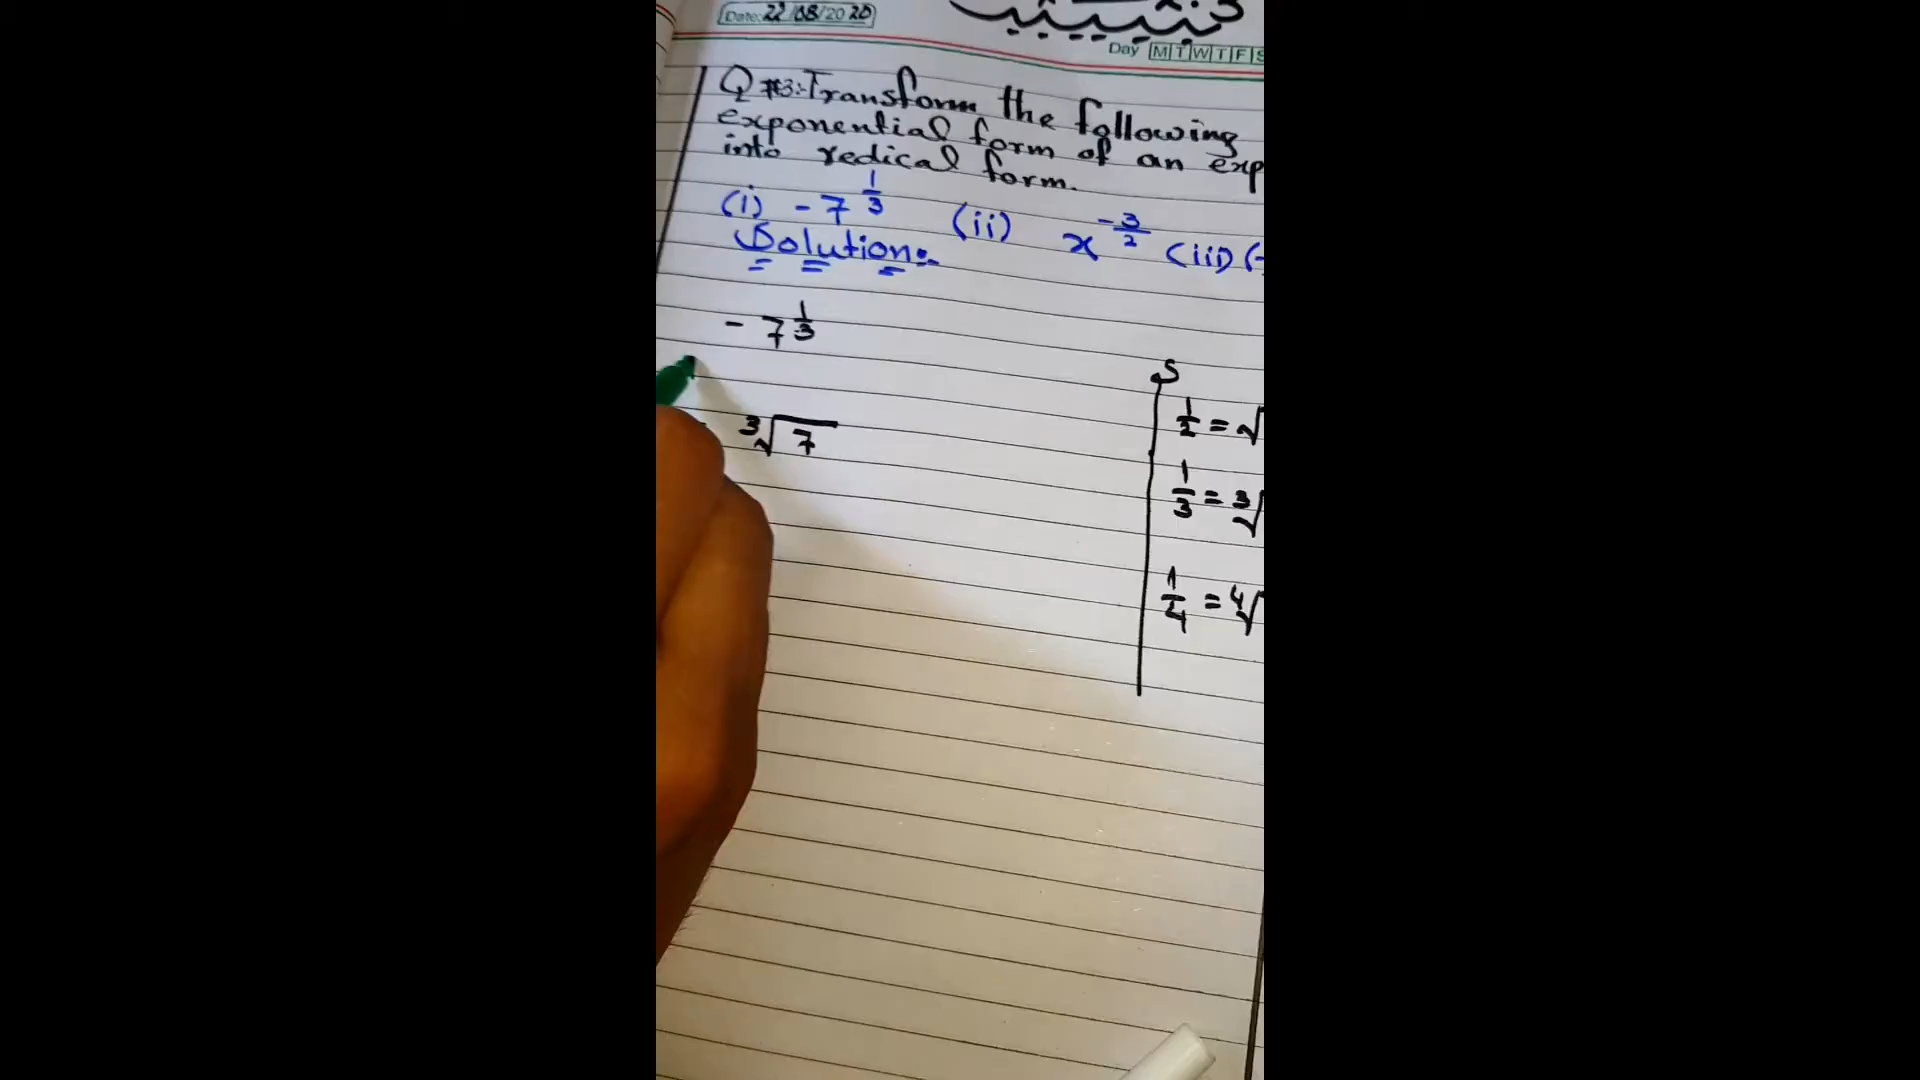 Date: 22/08/2020
Day M T W T F S
Q #3:- Transform the following
exponential form of an exp
into redical form.
(i) -7^{1/3} (ii) x^{-3/2} (iii) (-
Solution:-
- 7^{1/3}
∛7
S
1/2 = √
1/3 = ∛
1/4 = ∜